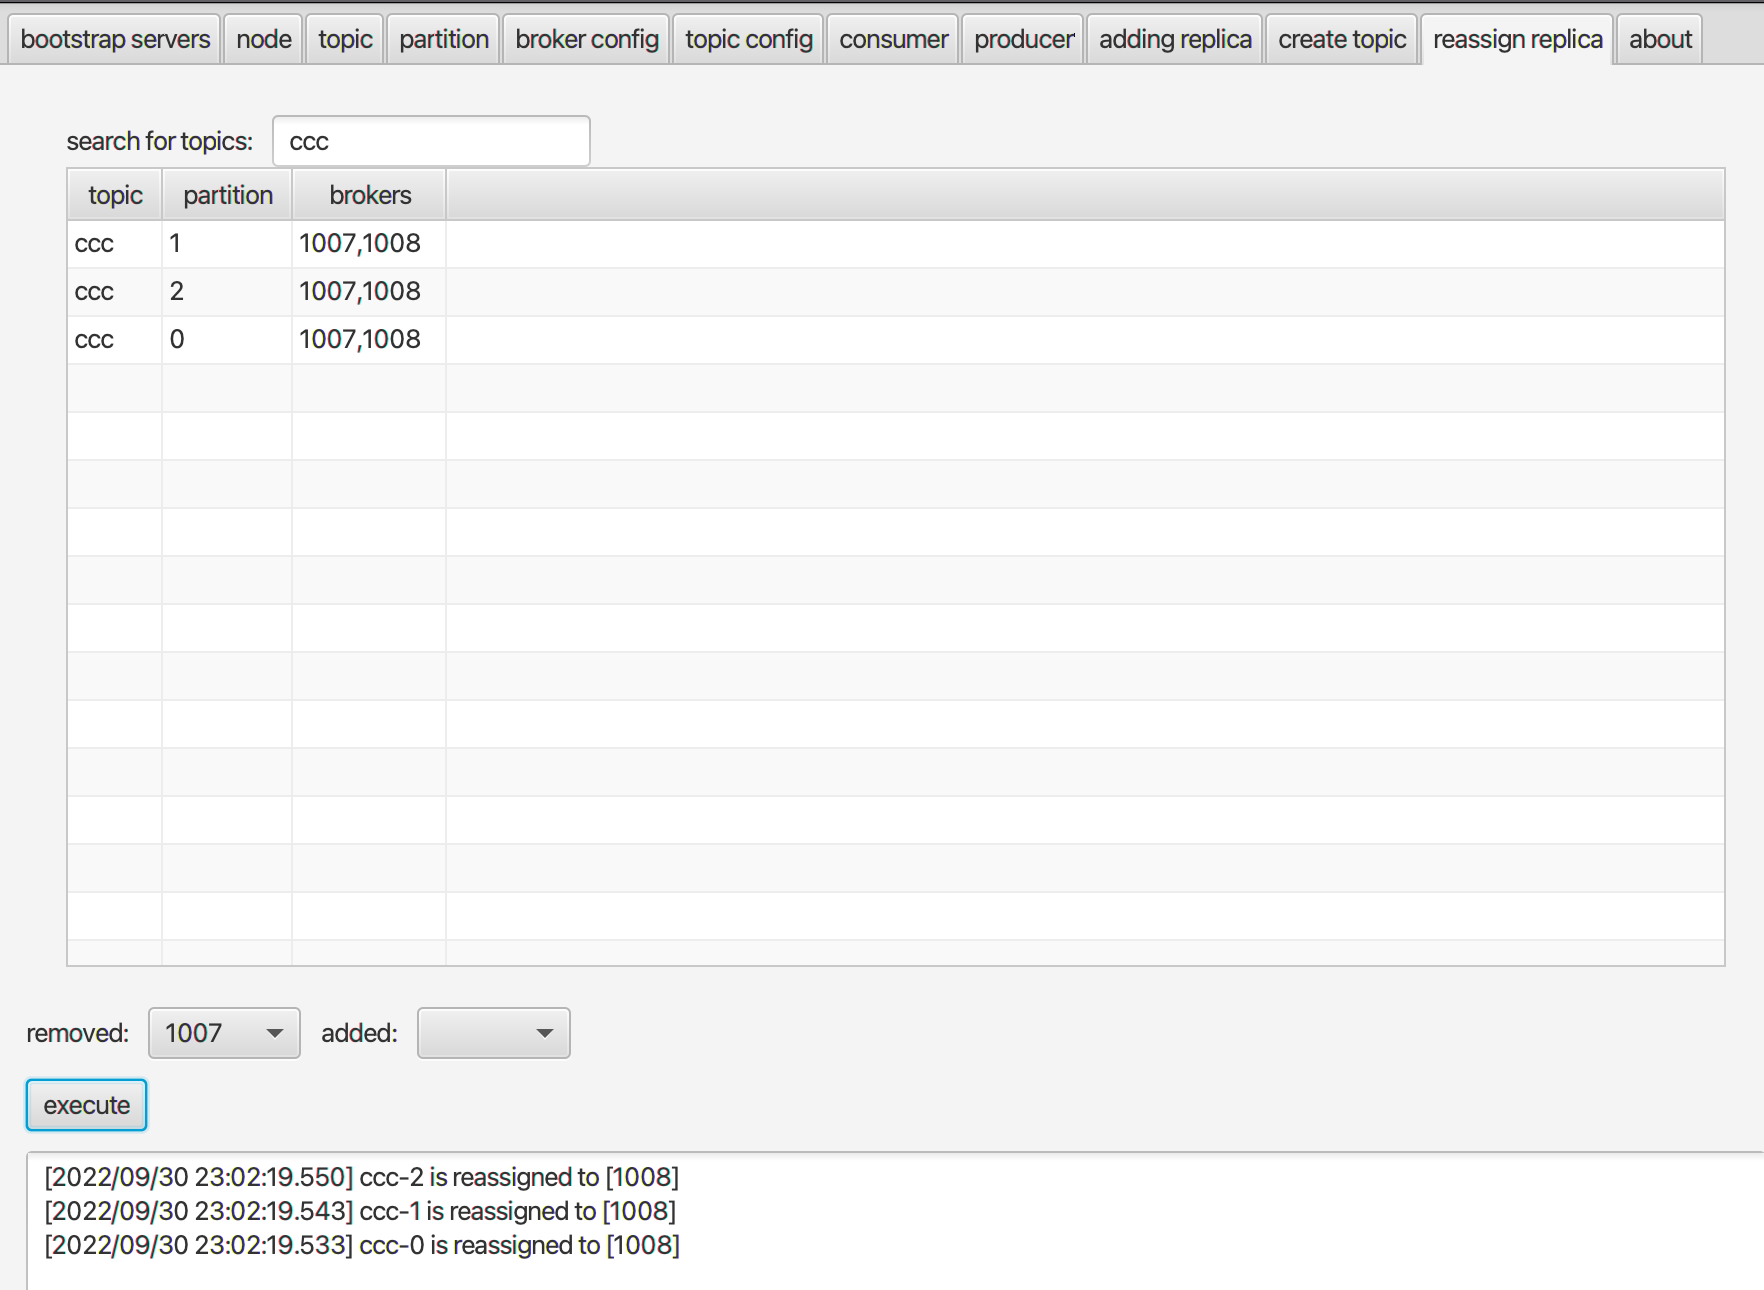 bootstrap servers node topic partition broker config topic config consumer producer adding replica create topic reassign replica about
search for topics: ccc
topic partition brokers
ccc 1 1007,1008
ccc 2 1007,1008
ccc 0 1007,1008
removed: 1007 added:
execute
[2022/09/30 23:02:19.550] ccc-2 is reassigned to [1008]
[2022/09/30 23:02:19.543] ccc-1 is reassigned to [1008]
[2022/09/30 23:02:19.533] ccc-0 is reassigned to [1008]